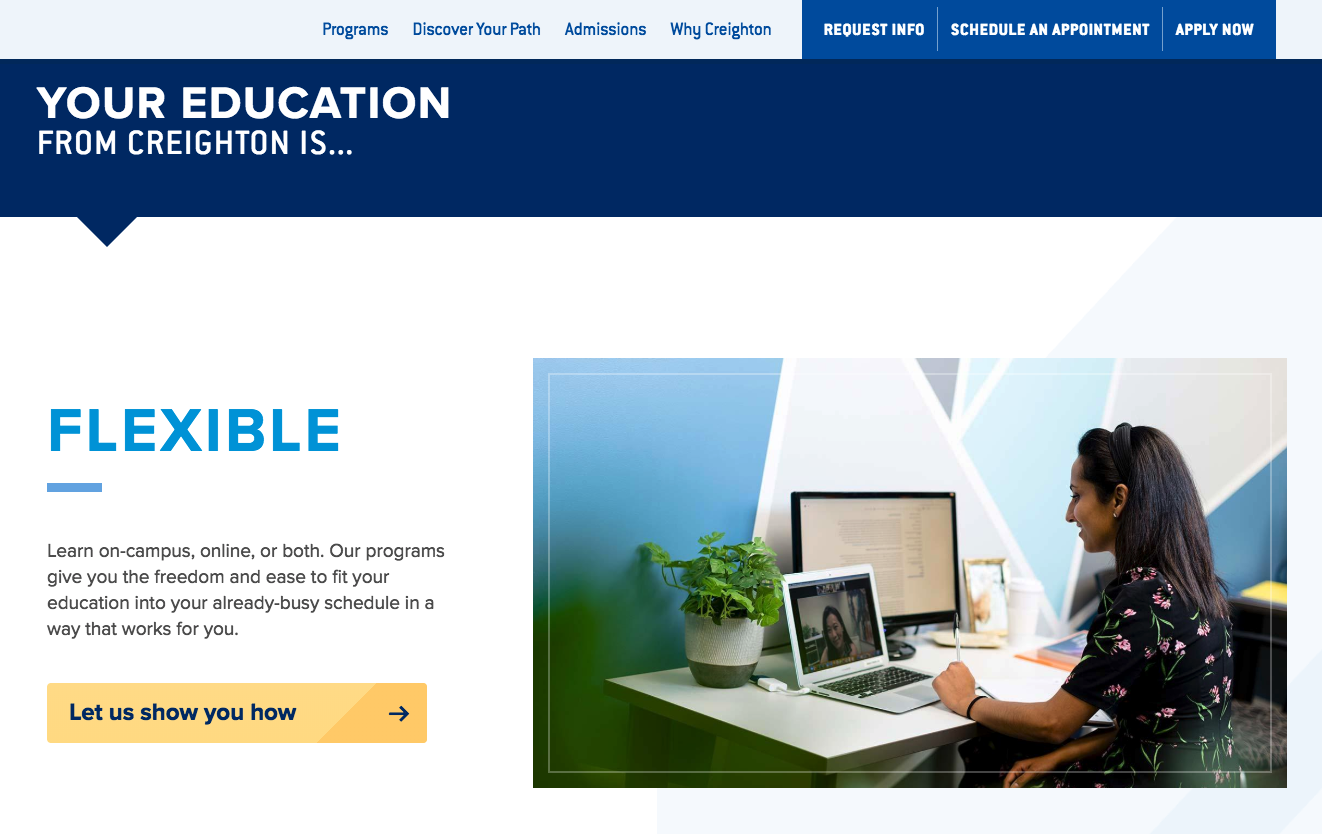 Programs Discover Your Path Admissions Why Creighton REQUEST INFO SCHEDULE AN APPOINTMENT APPLY NOW
YOUR EDUCATION
FROM CREIGHTON IS...
FLEXIBLE
Learn on-campus, online, or both. Our programs
give you the freedom and ease to fit your
education into your already-busy schedule in a
way that works for you.
Let us show you how